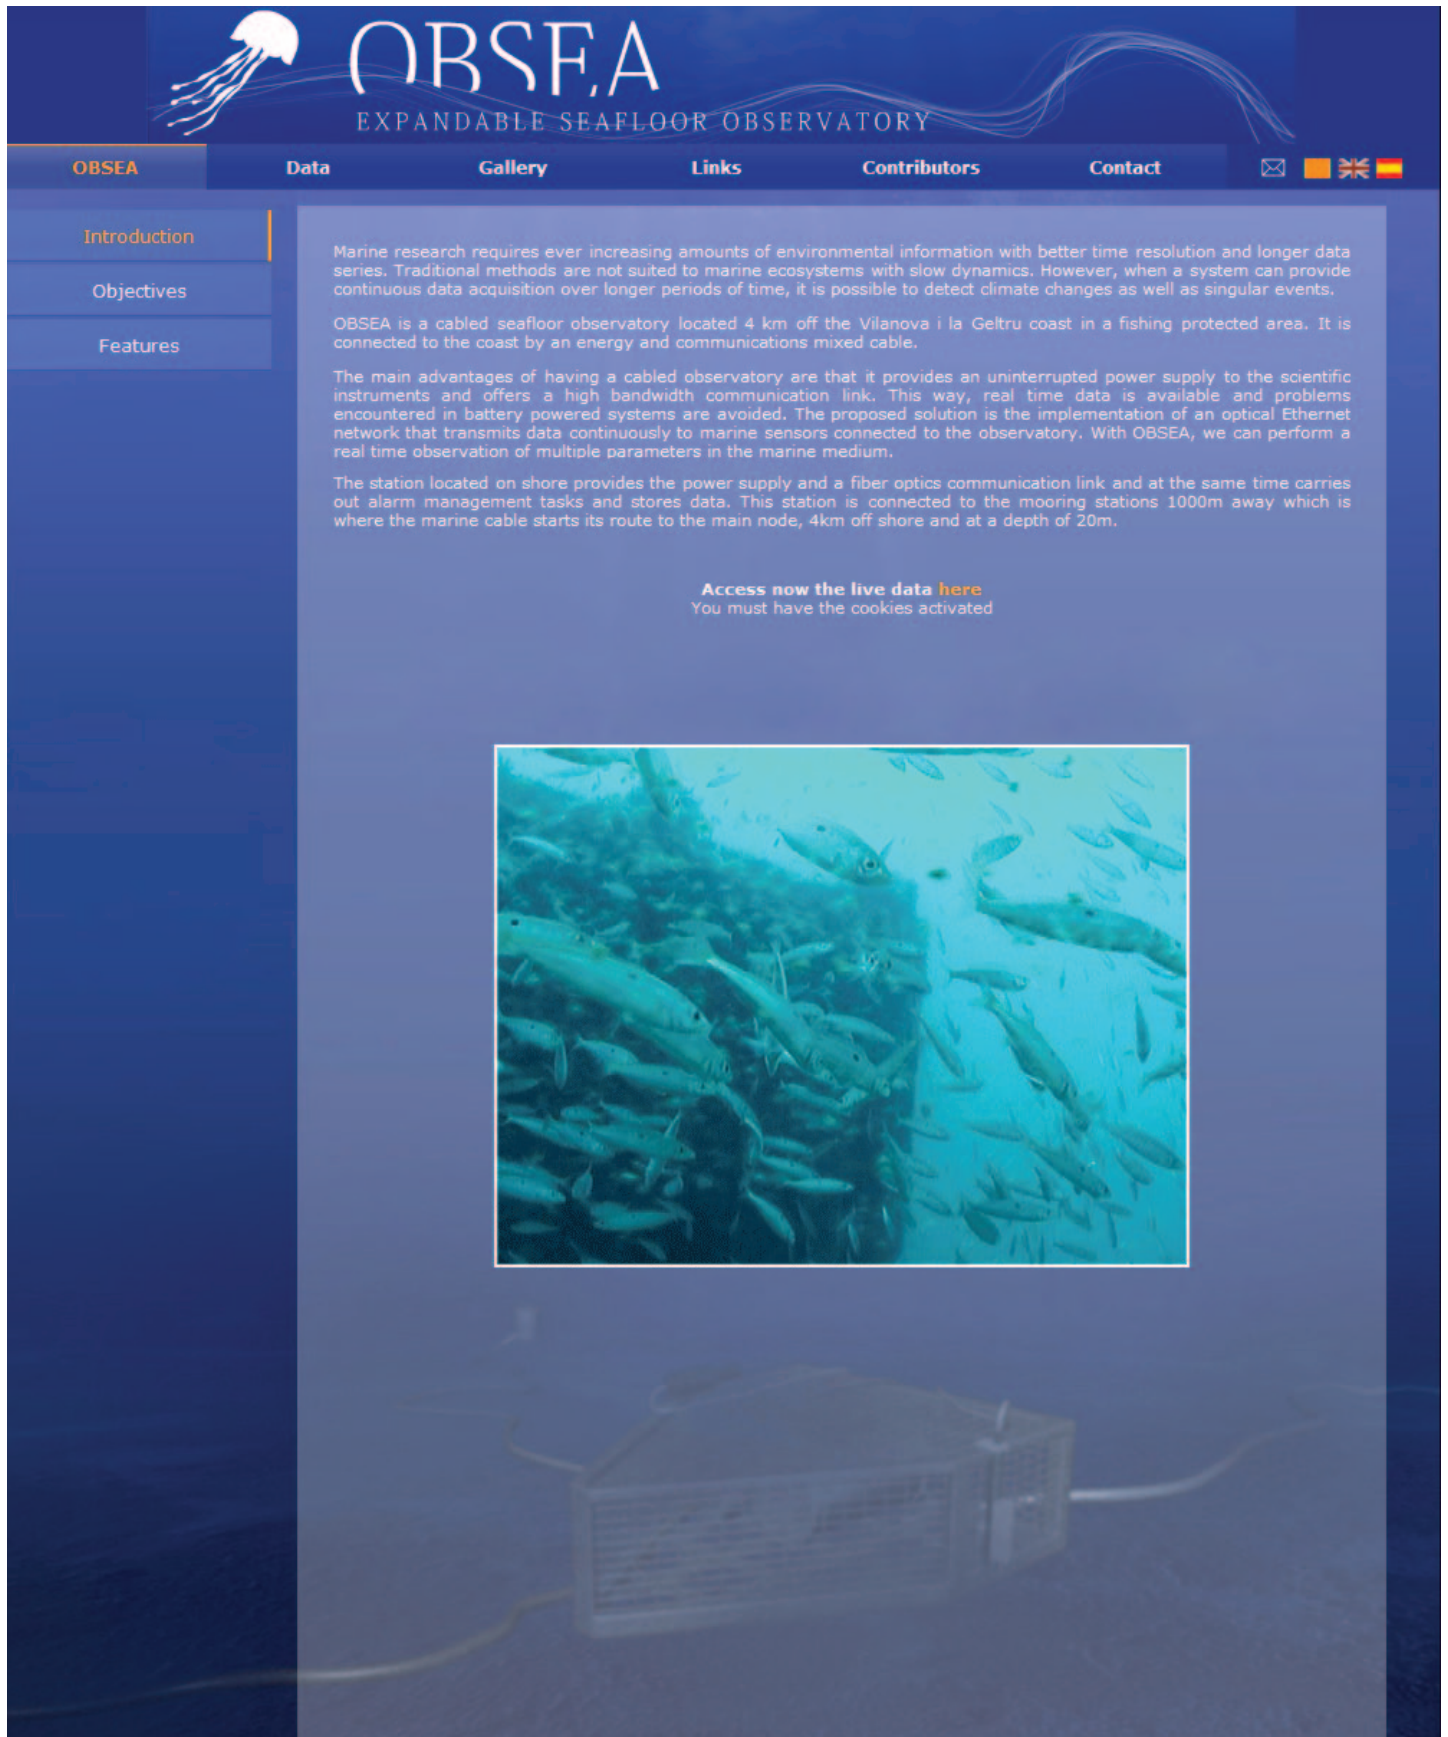 OBSEA
EXPANDABLE SEAFLOOR OBSERVATORY
OBSEA Data Gallery Links Contributors Contact
Introduction
Objectives
Features
Marine research requires ever increasing amounts of environmental information with better time resolution and longer data
series. Traditional methods are not suited to marine ecosystems with slow dynamics. However, when a system can provide
continuous data acquisition over longer periods of time, it is possible to detect climate changes as well as singular events.
OBSEA is a cabled seafloor observatory located 4 km off the Vilanova i la Geltru coast in a fishing protected area. It is
connected to the coast by an energy and communications mixed cable.
The main advantages of having a cabled observatory are that it provides an uninterrupted power supply to the scientific
instruments and offers a high bandwidth communication link. This way, real time data is available and problems
encountered in battery powered systems are avoided. The proposed solution is the implementation of an optical Ethernet
network that transmits data continuously to marine sensors connected to the observatory. With OBSEA, we can perform a
real time observation of multiple parameters in the marine medium.
The station located on shore provides the power supply and a fiber optics communication link and at the same time carries
out alarm management tasks and stores data. This station is connected to the mooring stations 1000m away which is
where the marine cable starts its route to the main node, 4km off shore and at a depth of 20m.
Access now the live data here
You must have the cookies activated